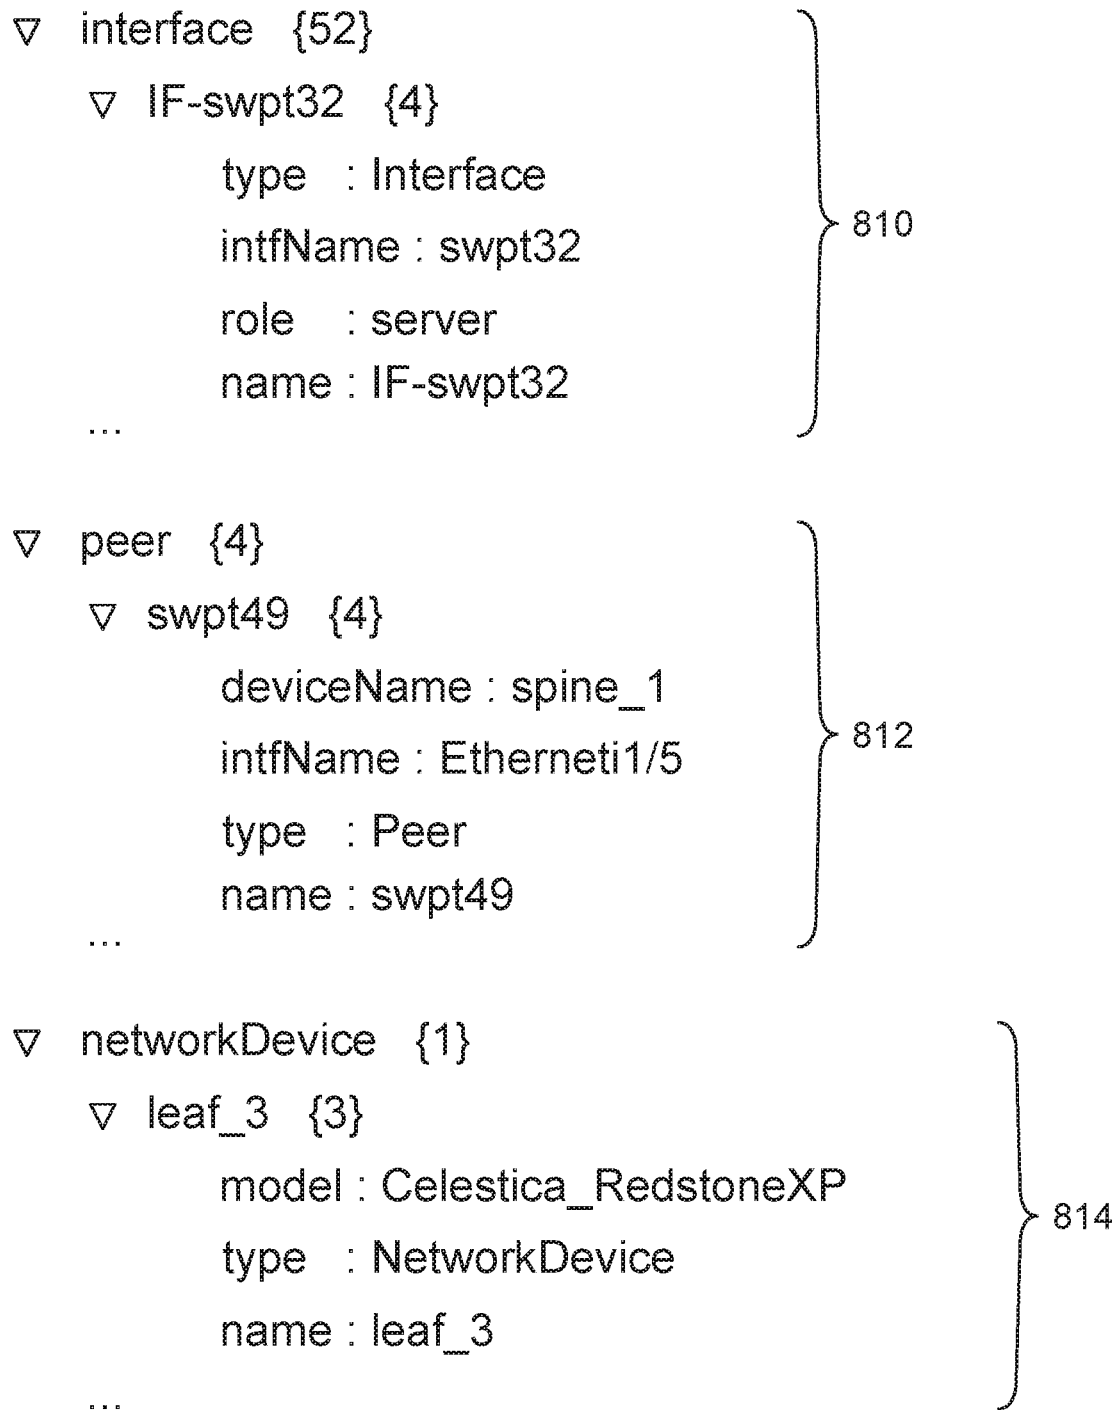 ▽ interface {52}
▽ IF-swpt32 {4}
type : Interface
intfName : swpt32
810
role : server
name : IF-swpt32
...
▽ peer {4}
▽ swpt49 {4}
deviceName : spine_1
812
intfName : Etherneti1/5
type : Peer
name : swpt49
...
▽ networkDevice {1}
▽ leaf_3 {3}
model : Celestica_RedstoneXP
814
type : NetworkDevice
name : leaf_3
...